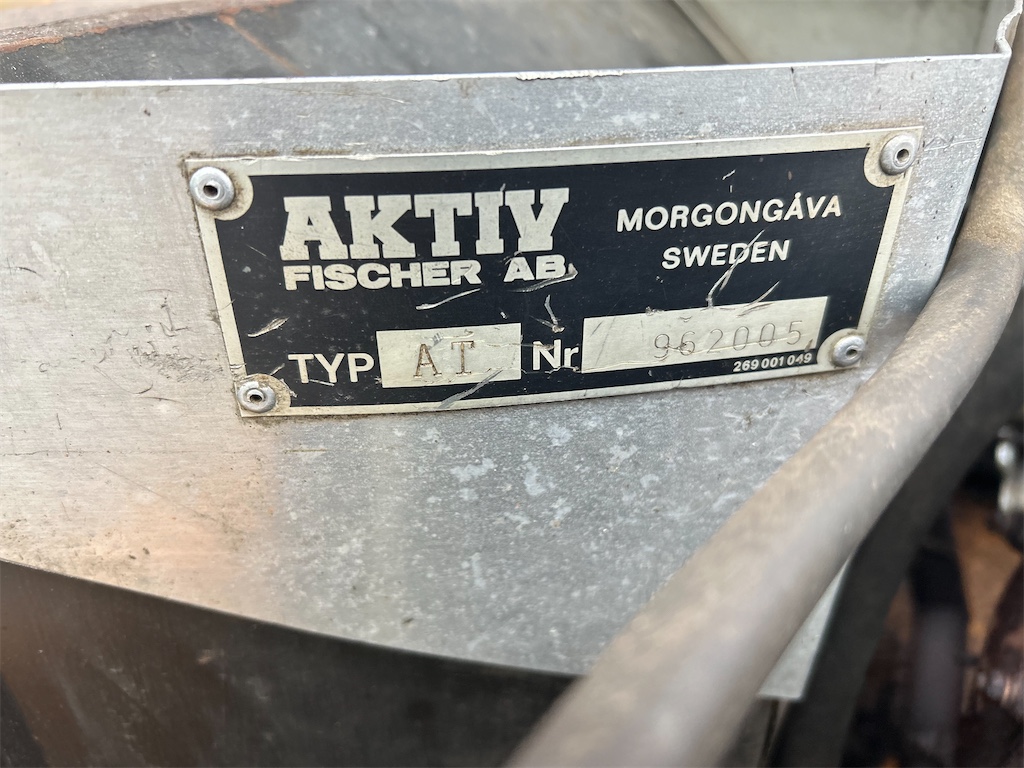 AKTIV
FISCHER AB
MORGONGÅVA
SWEDEN
TYP AT Nr 962005
269 001 049